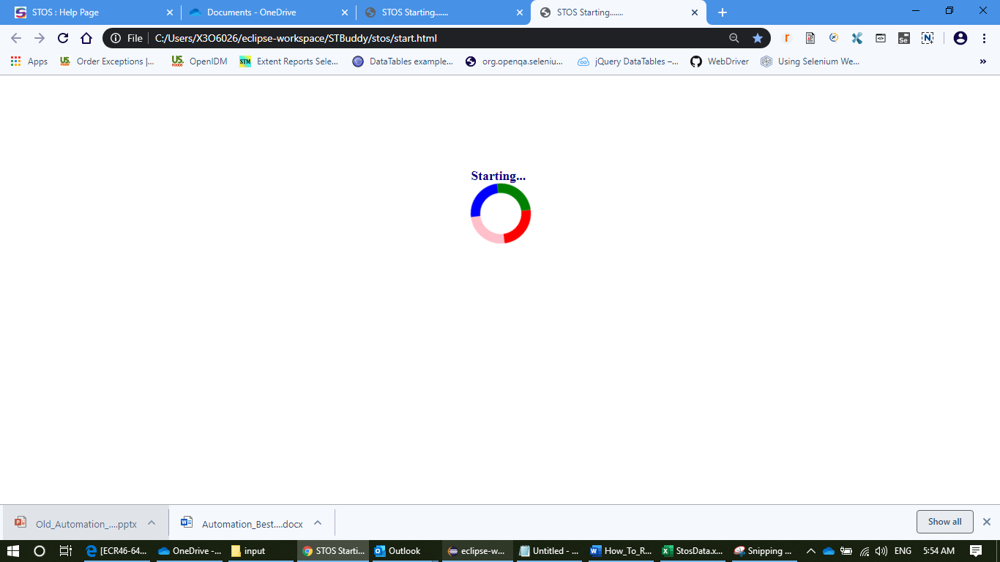 STOS : Help Page
Documents - OneDrive
STOS Starting.......
STOS Starting.......
File
C:/Users/X3O6026/eclipse-workspace/STBuddy/stos/start.html
Apps
Order Exceptions |...
OpenIDM
Extent Reports Sele...
DataTables example...
org.openqa.seleniu...
jQuery DataTables –...
WebDriver
Using Selenium We...
Starting...
Old_Automation_....pptx
Automation_Best....docx
Show all
[ECR46-64...
OneDrive -...
input
STOS Starti...
Outlook
eclipse-w...
Untitled - ...
How_To_R...
StosData.x...
Snipping ...
ENG
5:54 AM